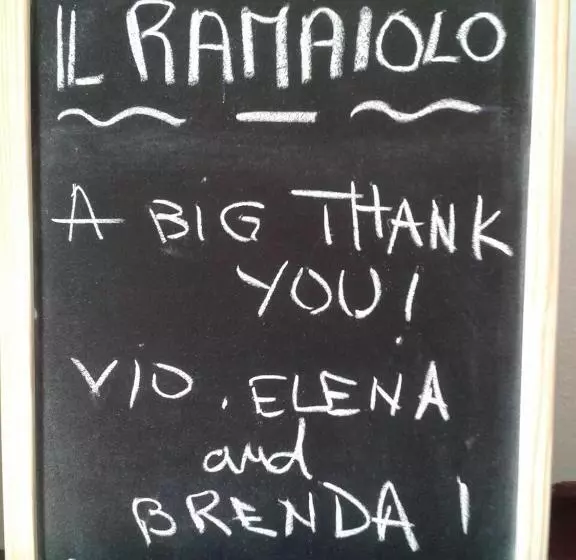 IL RAMAIOLO
A BIG THANK
YOU!
VIO. ELENA
and
BRENDA!